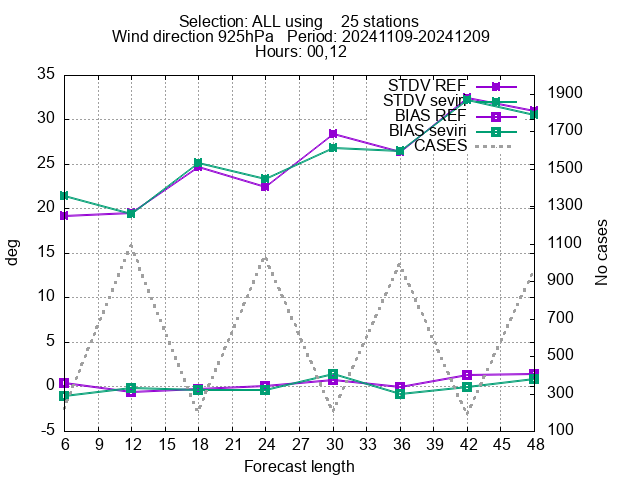 Selection: ALL using    25 stations
Wind direction 925hPa   Period: 20241109-20241209
Hours: 00,12
STDV REF
STDV seviri
BIAS REF
BIAS seviri
CASES
35
30
25
20
15
10
5
0
-5
deg
1900
1700
1500
1300
1100
900
700
500
300
100
No cases
6 9 12 15 18 21 24 27 30 33 36 39 42 45 48
Forecast length